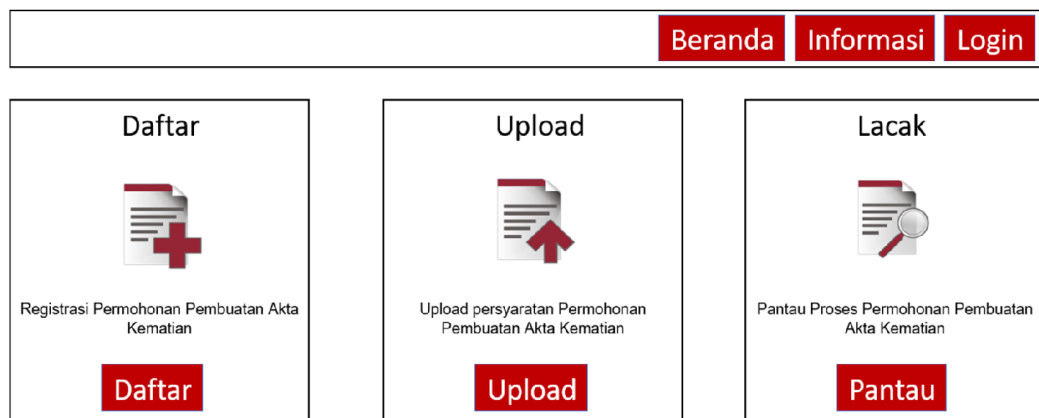 Beranda Informasi Login
Daftar
Registrasi Permohonan Pembuatan Akta
Kematian
Daftar
Upload
Upload persyaratan Permohonan
Pembuatan Akta Kematian
Upload
Lacak
Pantau Proses Permohonan Pembuatan
Akta Kematian
Pantau